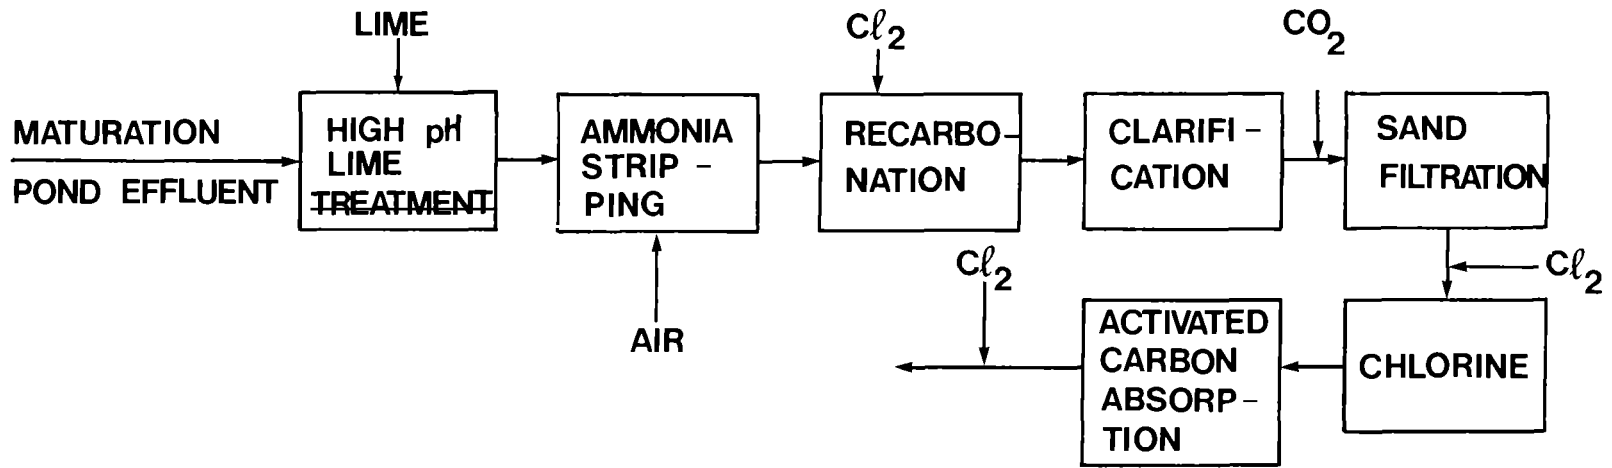 LIME
Cℓ2
CO2
MATURATION
POND EFFLUENT
HIGH pH
LIME
TREATMENT
AMMONIA
STRIP-
PING
RECARBO-
NATION
CLARIFI-
CATION
SAND
FILTRATION
AIR
Cℓ2
Cℓ2
ACTIVATED
CARBON
ABSORP-
TION
CHLORINE